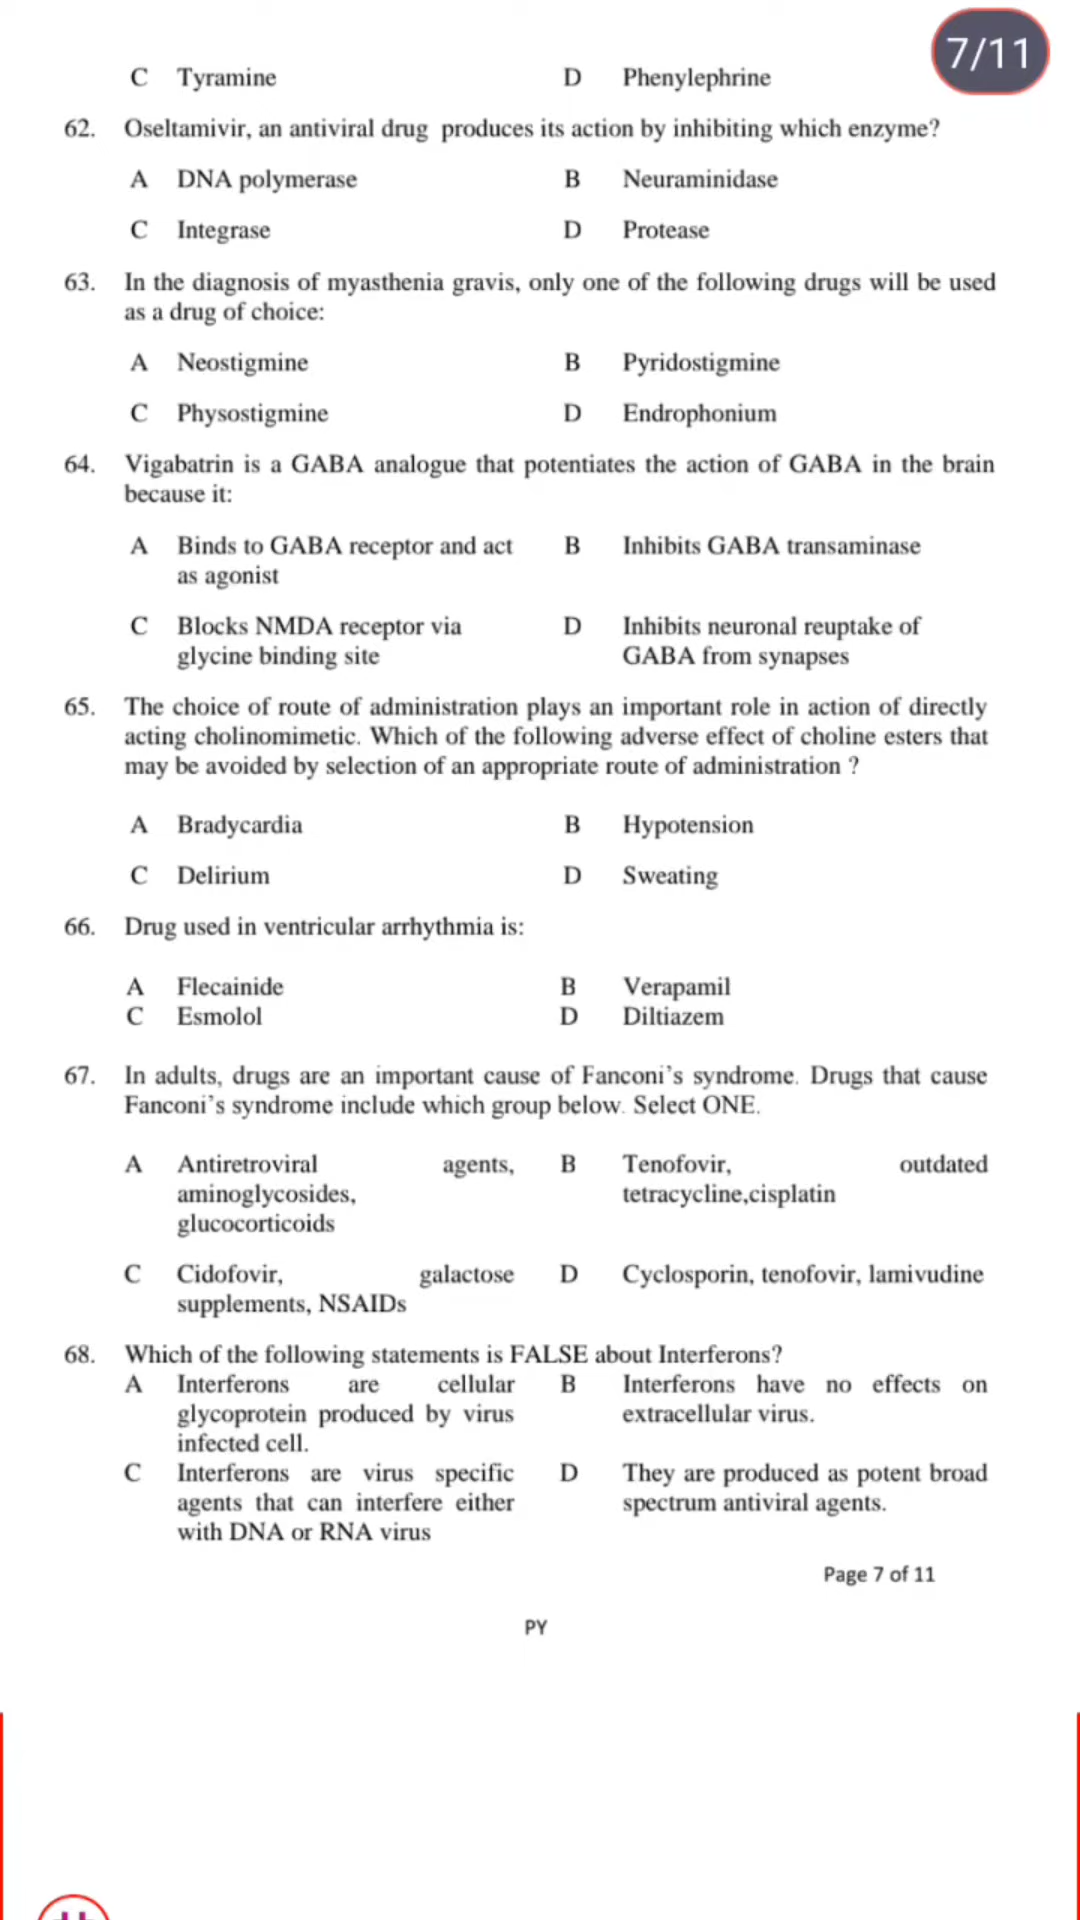 7/11
C Tyramine D Phenylephrine
62. Oseltamivir, an antiviral drug produces its action by inhibiting which enzyme?
A DNA polymerase B Neuraminidase
C Integrase D Protease
63. In the diagnosis of myasthenia gravis, only one of the following drugs will be used
as a drug of choice:
A Neostigmine B Pyridostigmine
C Physostigmine D Endrophonium
64. Vigabatrin is a GABA analogue that potentiates the action of GABA in the brain
because it:
A Binds to GABA receptor and act B Inhibits GABA transaminase
as agonist
C Blocks NMDA receptor via D Inhibits neuronal reuptake of
glycine binding site GABA from synapses
65. The choice of route of administration plays an important role in action of directly
acting cholinomimetic. Which of the following adverse effect of choline esters that
may be avoided by selection of an appropriate route of administration ?
A Bradycardia B Hypotension
C Delirium D Sweating
66. Drug used in ventricular arrhythmia is:
A Flecainide B Verapamil
C Esmolol D Diltiazem
67. In adults, drugs are an important cause of Fanconi’s syndrome. Drugs that cause
Fanconi’s syndrome include which group below. Select ONE.
A Antiretroviral agents, B Tenofovir, outdated
aminoglycosides, tetracycline,cisplatin
glucocorticoids
C Cidofovir, galactose D Cyclosporin, tenofovir, lamivudine
supplements, NSAIDs
68. Which of the following statements is FALSE about Interferons?
A Interferons are cellular B Interferons have no effects on
glycoprotein produced by virus extracellular virus.
infected cell.
C Interferons are virus specific D They are produced as potent broad
agents that can interfere either spectrum antiviral agents.
with DNA or RNA virus
Page 7 of 11
PY